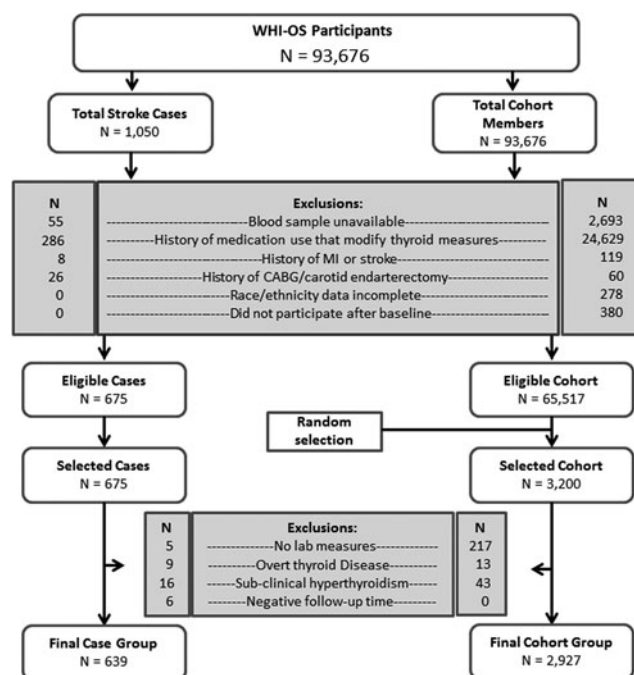 WHI-OS Participants
N = 93,676
Total Stroke Cases
N = 1,050
Total Cohort
Members
N = 93,676
N Exclusions: N
55 ----------Blood sample unavailable---------- 2,693
286 ----------History of medication use that modify thyroid measures---------- 24,629
8 ----------History of MI or stroke---------- 119
26 ----------History of CABG/carotid endarterectomy---------- 60
0 ----------Race/ethnicity data incomplete---------- 278
0 ----------Did not participate after baseline---------- 380
Eligible Cases
N = 675
Eligible Cohort
N = 65,517
Random
selection
Selected Cases
N = 675
Selected Cohort
N = 3,200
N Exclusions: N
5 ----------No lab measures---------- 217
9 ----------Overt thyroid Disease---------- 13
16 ----------Sub-clinical hyperthyroidism---------- 43
6 ----------Negative follow-up time---------- 0
Final Case Group
N = 639
Final Cohort Group
N = 2,927